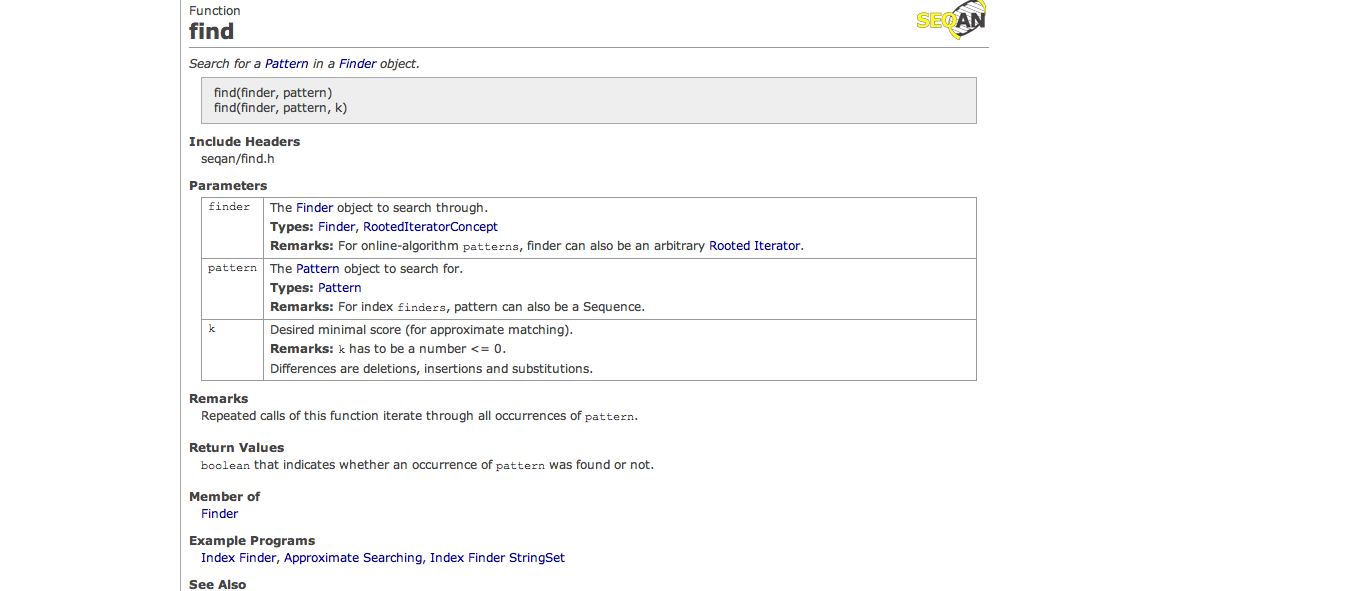 Function
find
SEQAN
Search for a Pattern in a Finder object.
find(finder, pattern)
find(finder, pattern, k)
Include Headers
seqan/find.h
Parameters
finder
The Finder object to search through.
Types: Finder, RootedIteratorConcept
Remarks: For online-algorithm patterns, finder can also be an arbitrary Rooted Iterator.
pattern
The Pattern object to search for.
Types: Pattern
Remarks: For index finders, pattern can also be a Sequence.
k
Desired minimal score (for approximate matching).
Remarks: k has to be a number <= 0.
Differences are deletions, insertions and substitutions.
Remarks
Repeated calls of this function iterate through all occurrences of pattern.
Return Values
boolean that indicates whether an occurrence of pattern was found or not.
Member of
Finder
Example Programs
Index Finder, Approximate Searching, Index Finder StringSet
See Also